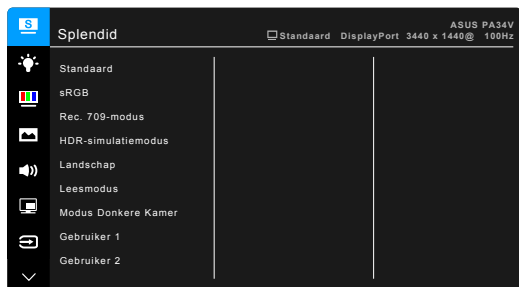 S
ASUS PA34V
Splendid
Standaard DisplayPort 3440 x 1440@ 100Hz
Standaard
sRGB
Rec. 709-modus
HDR-simulatiemodus
Landschap
Leesmodus
Modus Donkere Kamer
Gebruiker 1
Gebruiker 2